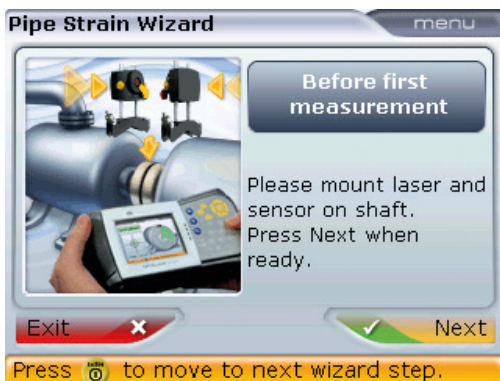 Pipe Strain Wizard
menu
Before first
measurement
Please mount laser and
sensor on shaft.
Press Next when
ready.
Exit
Next
Press to move to next wizard step.